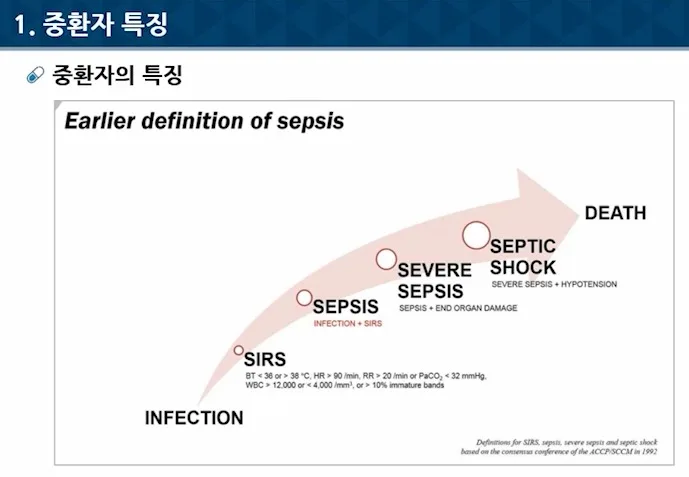 1. 중환자 특징
중환자의 특징
Earlier definition of sepsis
DEATH
SEPTIC
SHOCK
SEVERE SEPSIS + HYPOTENSION
SEVERE
SEPSIS
SEPSIS + END ORGAN DAMAGE
SEPSIS
INFECTION + SIRS
SIRS
BT < 36 or > 38 °C, HR > 90 /min, RR > 20 /min or PaCO2 < 32 mmHg,
WBC > 12,000 or < 4,000 /mm³, or > 10% immature bands
INFECTION
Definitions for SIRS, sepsis, severe sepsis and septic shock
based on the consensus conference of the ACCP/SCCM in 1992